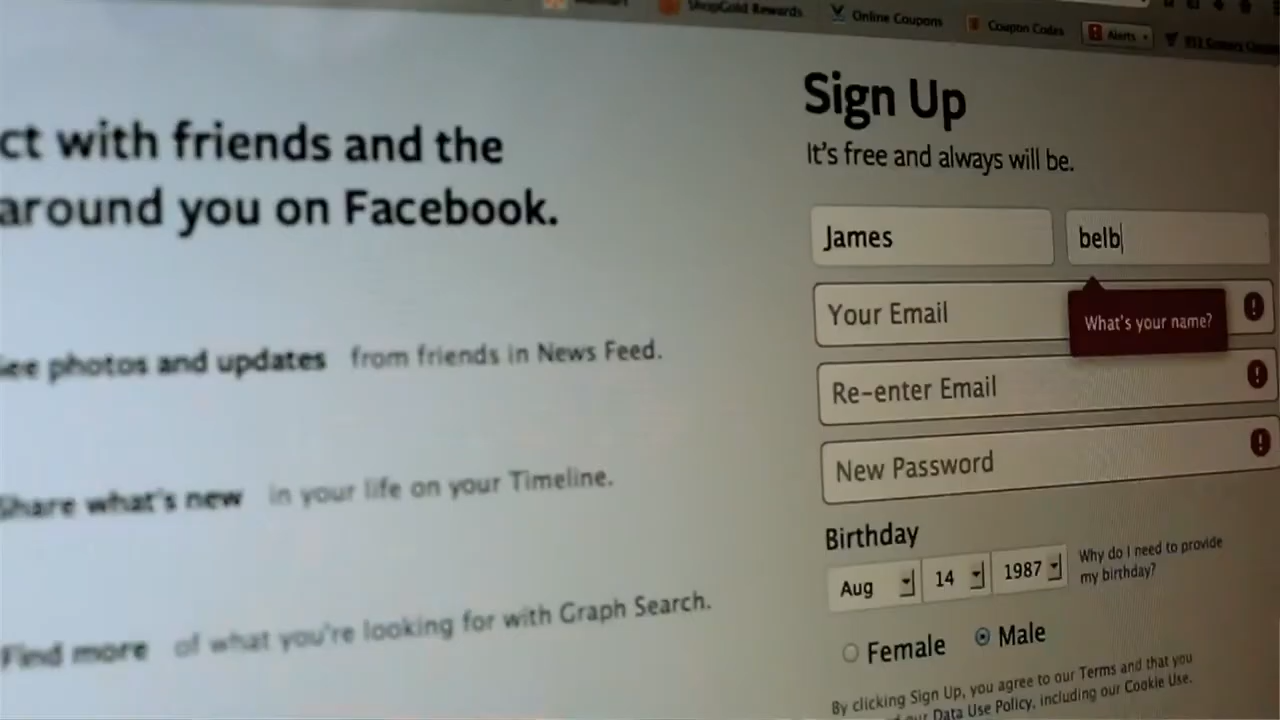 ShopGold Rewards
Online Coupons
Coupon Codes
Alerts
ct with friends and the
around you on Facebook.
See photos and updates from friends in News Feed.
Share what's new in your life on your Timeline.
Find more of what you're looking for with Graph Search.
Sign Up
It's free and always will be.
James
belb
Your Email
What's your name?
Re-enter Email
New Password
Birthday
Aug 14 1987
Why do I need to provide
my birthday?
Female Male
By clicking Sign Up, you agree to our Terms and that you
our Data Use Policy, including our Cookie Use.